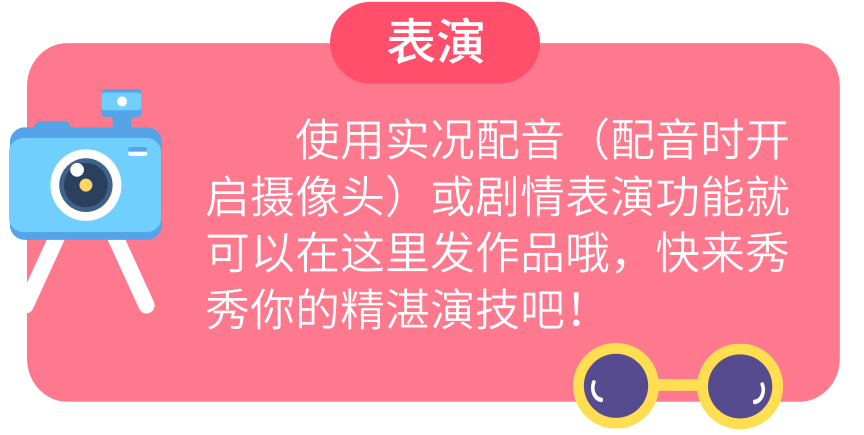 表演
使用实况配音（配音时开
启摄像头）或剧情表演功能就
可以在这里发作品哦，快来秀
秀你的精湛演技吧！